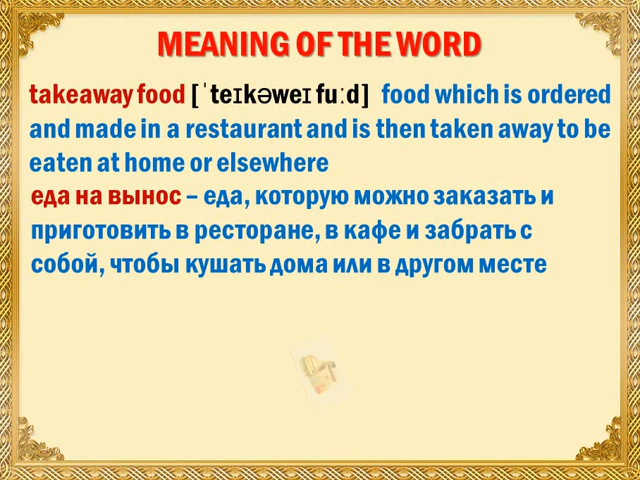 MEANING OF THE WORD
takeaway food [ˈteɪkəweɪ fuːd] food which is ordered
and made in a restaurant and is then taken away to be
eaten at home or elsewhere
еда на вынос – еда, которую можно заказать и
приготовить в ресторане, в кафе и забрать с
собой, чтобы кушать дома или в другом месте